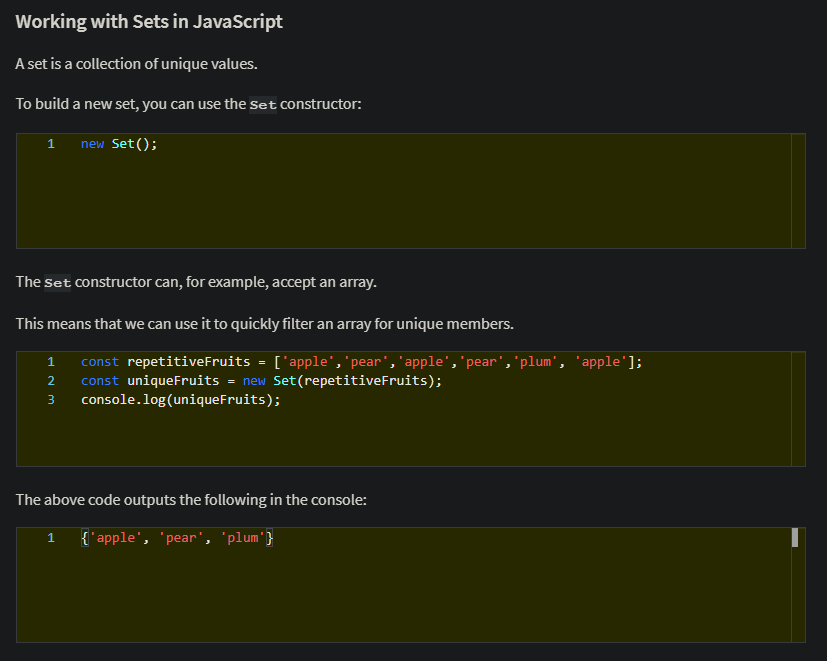 Working with Sets in JavaScript
A set is a collection of unique values.
To build a new set, you can use the Set constructor:
1 new Set();
The Set constructor can, for example, accept an array.
This means that we can use it to quickly filter an array for unique members.
1 const repetitiveFruits = ['apple','pear','apple','pear','plum', 'apple'];
2 const uniqueFruits = new Set(repetitiveFruits);
3 console.log(uniqueFruits);
The above code outputs the following in the console:
1 {'apple', 'pear', 'plum'}